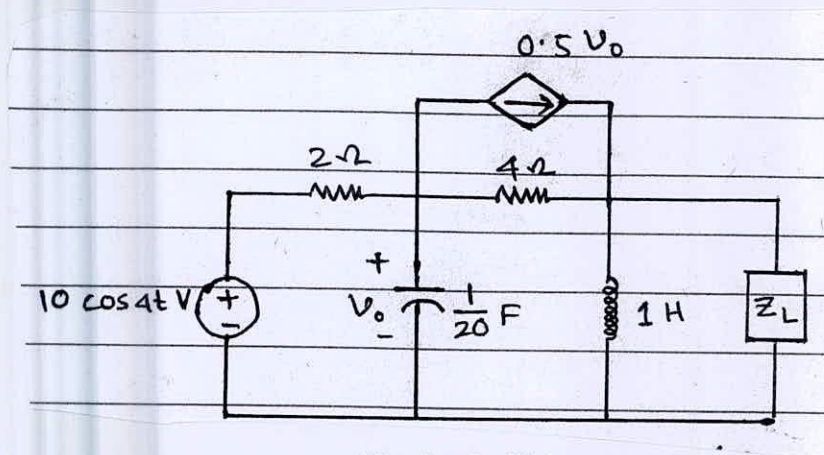 0.5 V₀
2Ω
4Ω
10 cos 4t V
+
-
+
V₀
-
1/20 F
1 H
Z_L